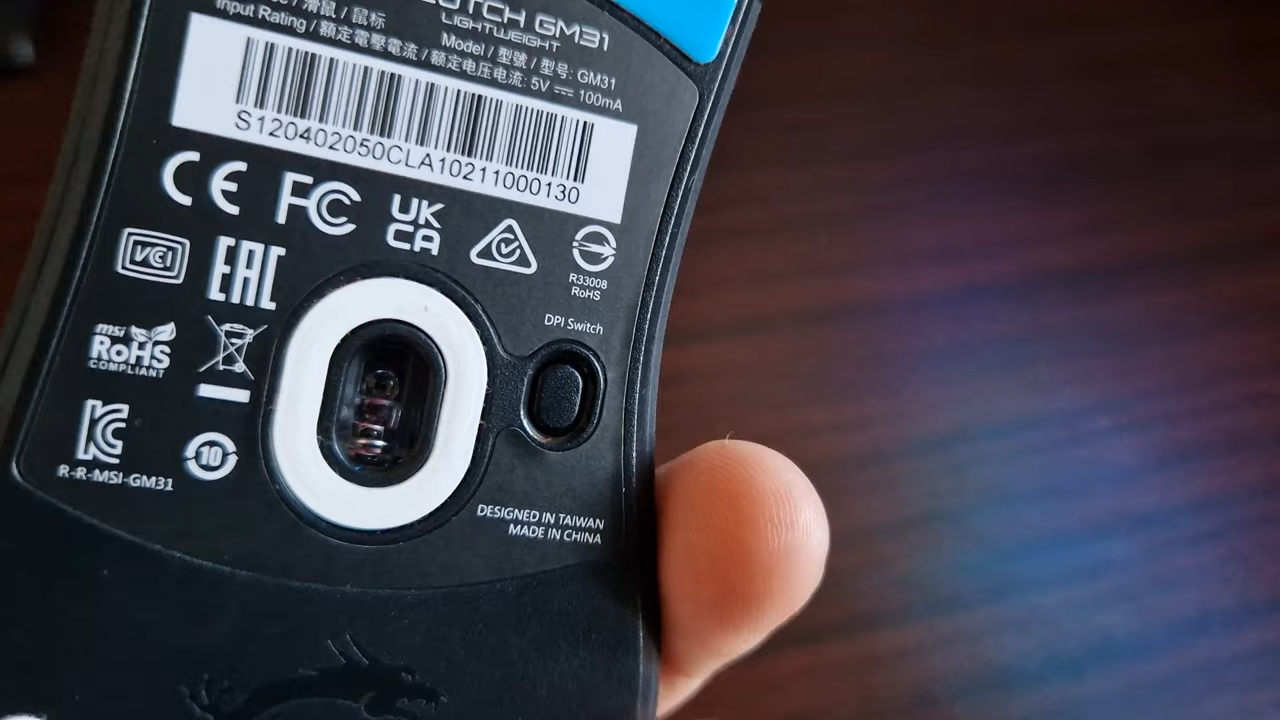 GM31
LIGHTWEIGHT
/ 滑鼠 / 鼠标
Model / 型號 / 型号: GM31
Input Rating / 額定電壓電流 / 额定电压电流: 5V ⎓ 100mA
S120402050CLA10211000130
CE FC UK
CA
R33008
RoHS
VCI EAC
DPI Switch
msi
RoHS
COMPLIANT
KC
10
R-R-MSI-GM31
DESIGNED IN TAIWAN
MADE IN CHINA